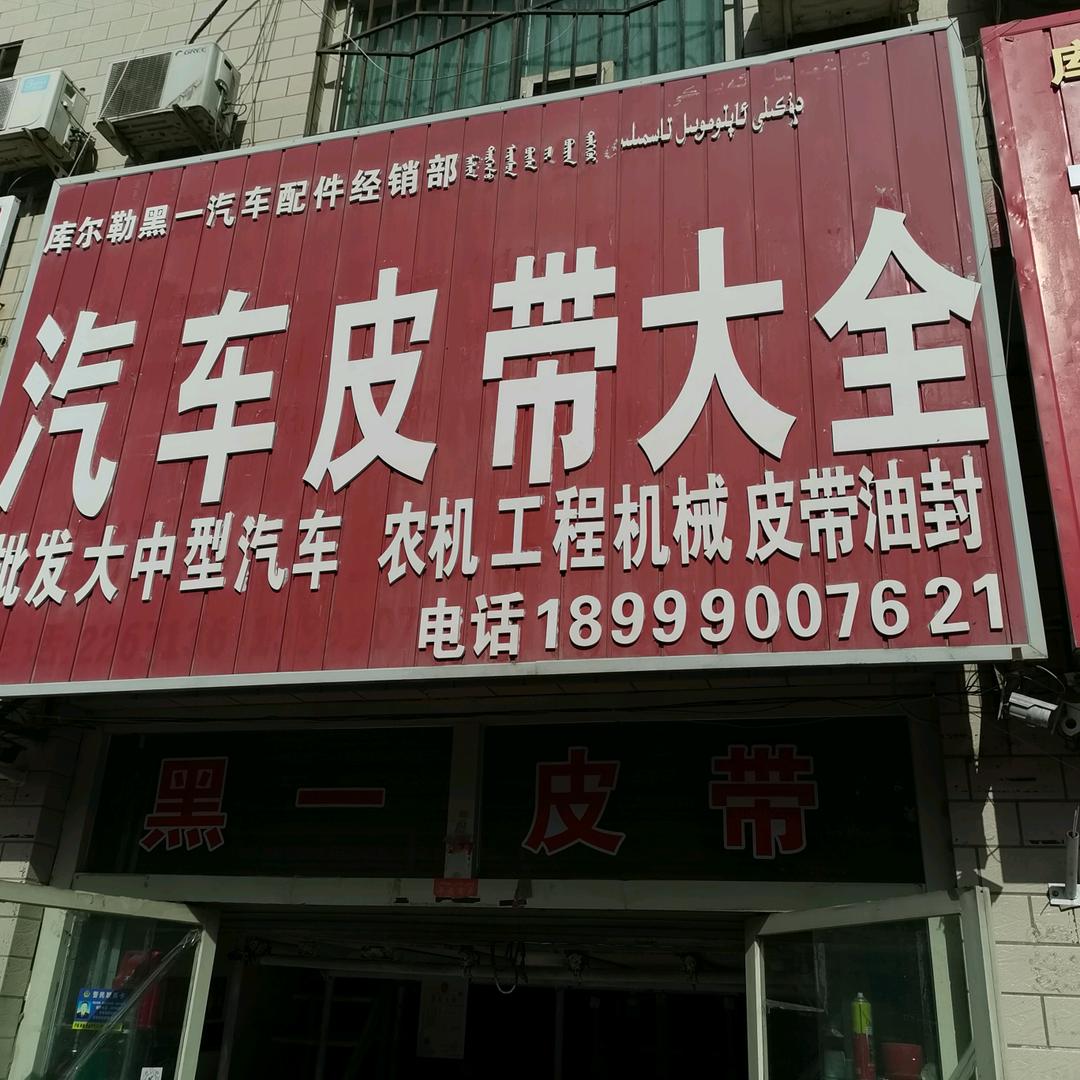 库尔勒黑一汽车配件经销部
汽车皮带大全
批发大中型汽车 农机工程机械皮带油封
电话18999007621
黑一皮带
GREE
库